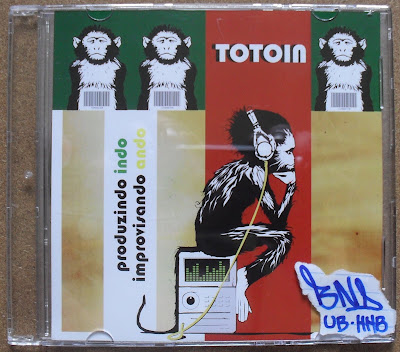 TOTOIN
produzindo indo
improvisando ando
UB-HNB